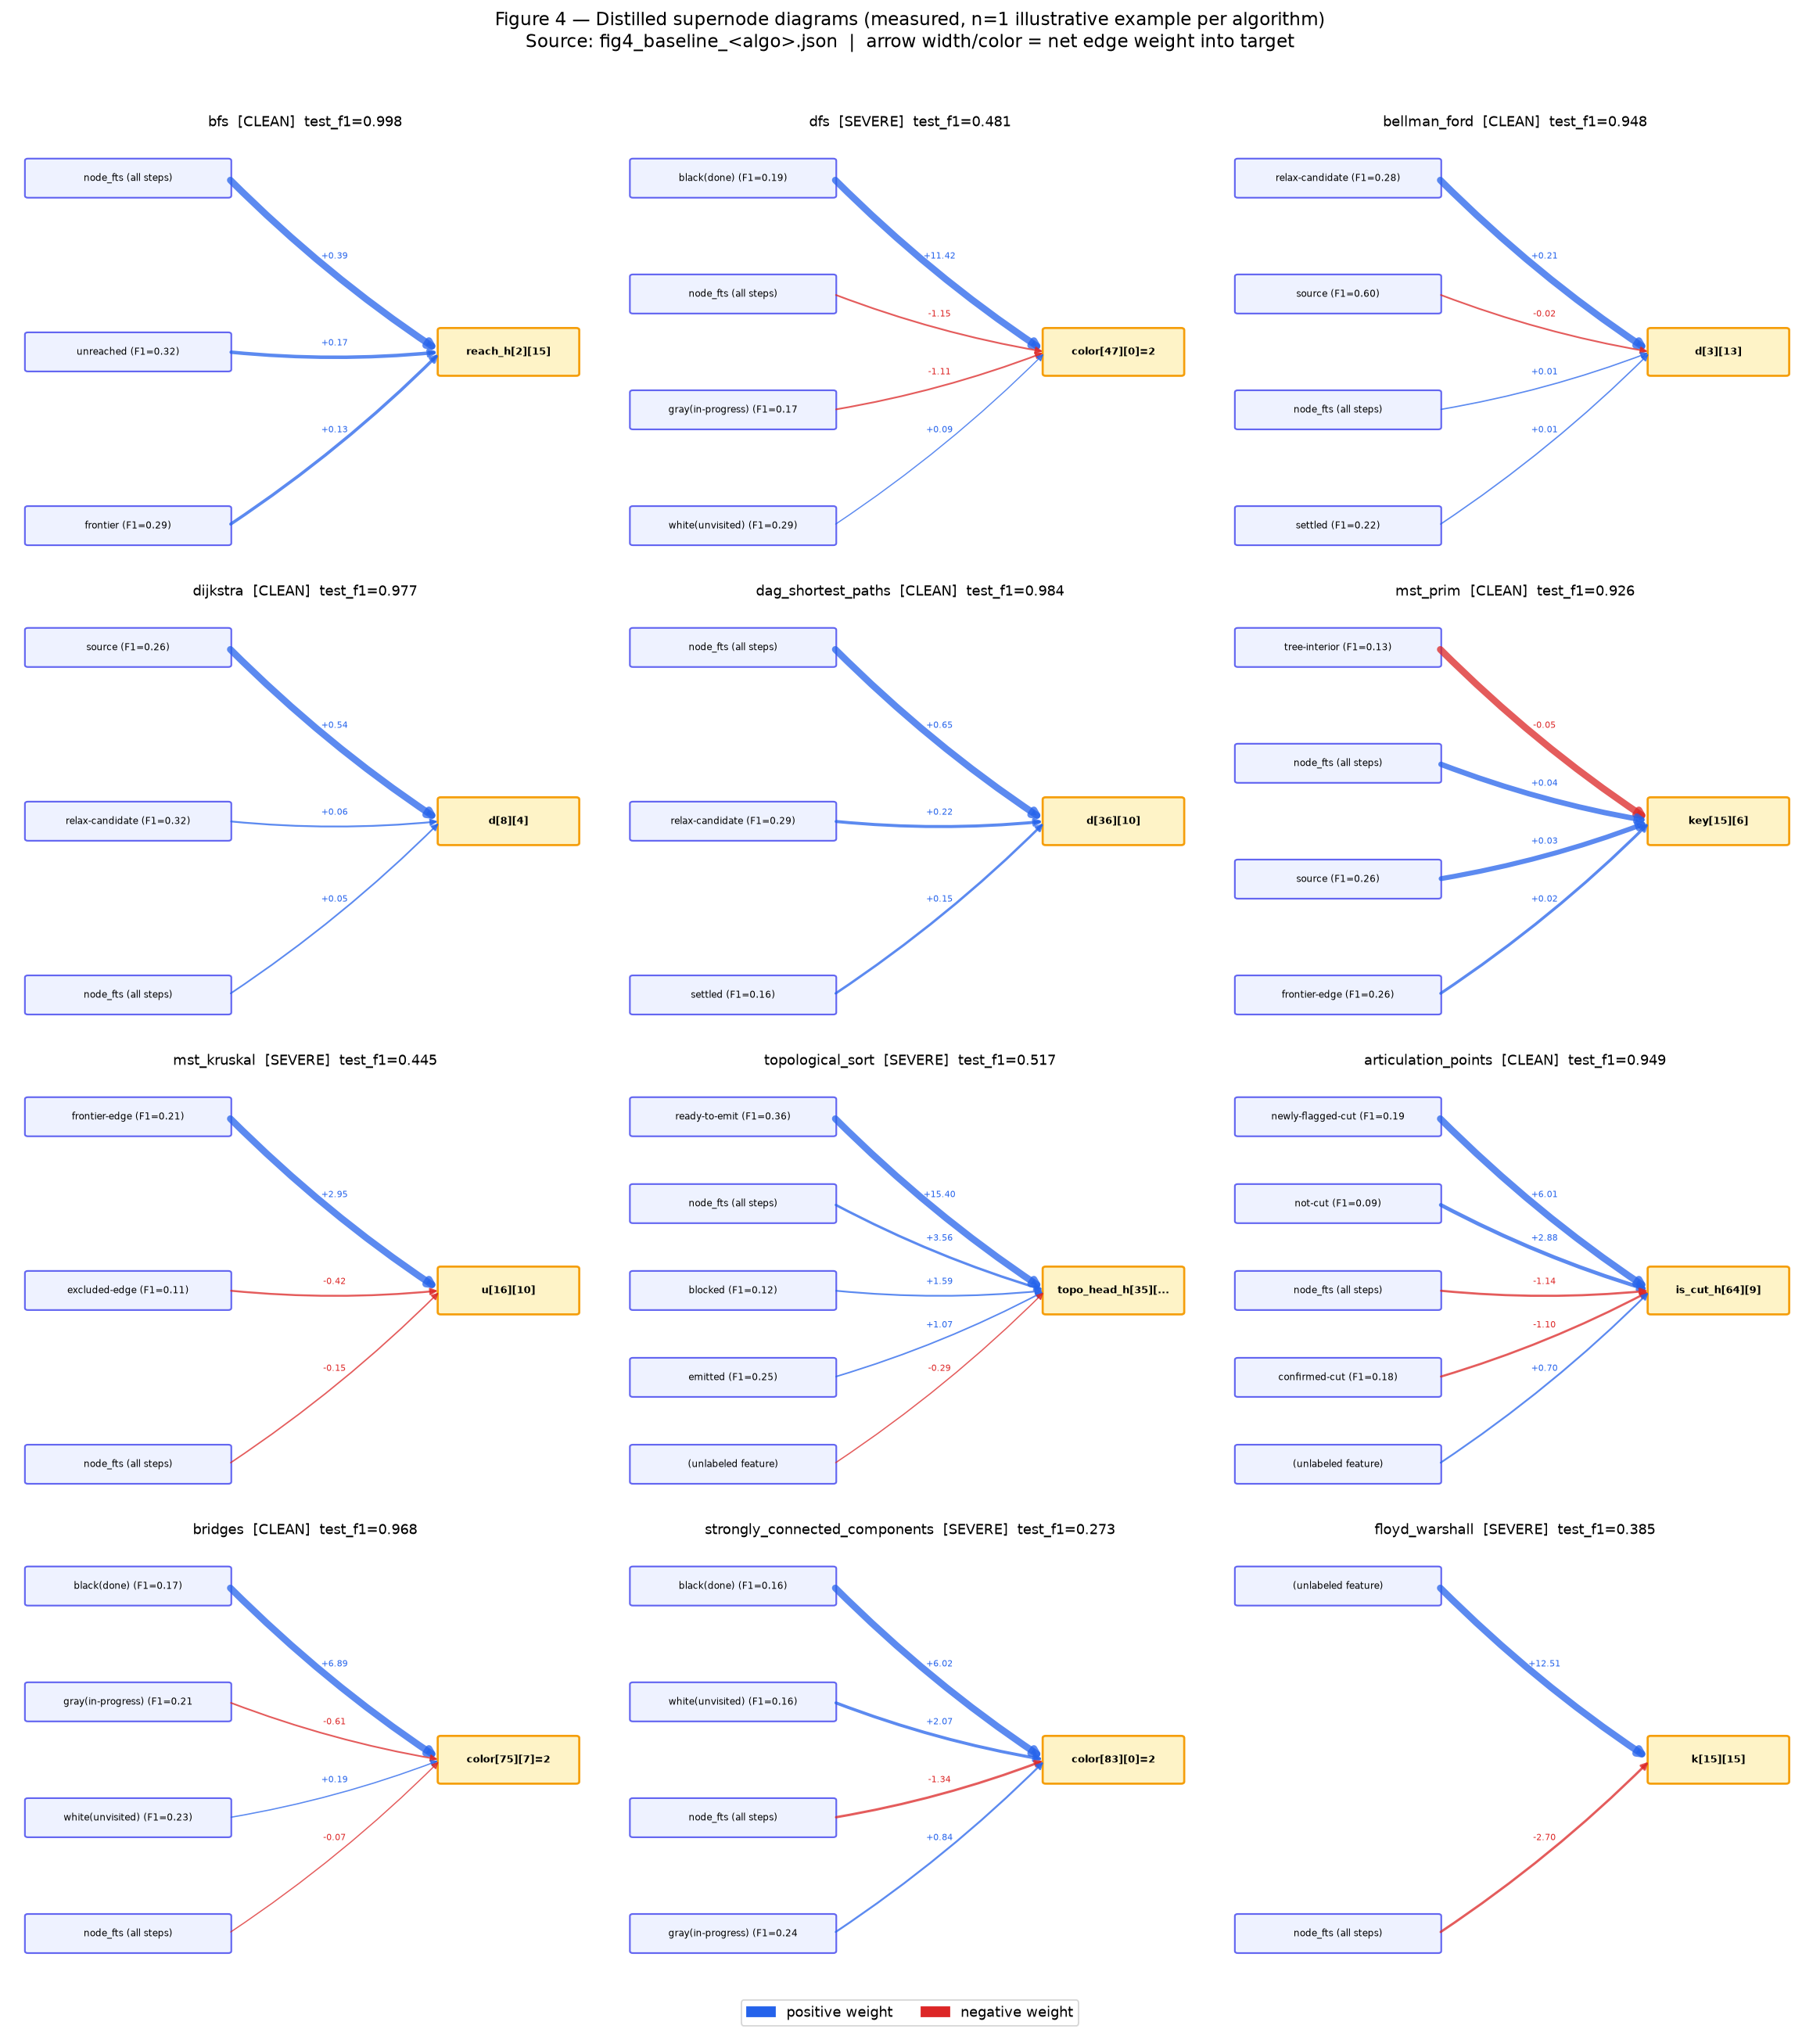 Figure 4 — Distilled supernode diagrams (measured, n=1 illustrative example per algorithm)
Source: fig4_baseline_<algo>.json  |  arrow width/color = net edge weight into target
bfs  [CLEAN]  test_f1=0.998
node_fts (all steps)
+0.39
unreached (F1=0.32)
+0.17
reach_h[2][15]
+0.13
frontier (F1=0.29)
dfs  [SEVERE]  test_f1=0.481
black(done) (F1=0.19)
+11.42
node_fts (all steps)
-1.15
color[47][0]=2
-1.11
gray(in-progress) (F1=0.17
+0.09
white(unvisited) (F1=0.29)
bellman_ford  [CLEAN]  test_f1=0.948
relax-candidate (F1=0.28)
+0.21
source (F1=0.60)
-0.02
d[3][13]
+0.01
node_fts (all steps)
+0.01
settled (F1=0.22)
dijkstra  [CLEAN]  test_f1=0.977
source (F1=0.26)
+0.54
relax-candidate (F1=0.32)
+0.06
d[8][4]
+0.05
node_fts (all steps)
dag_shortest_paths  [CLEAN]  test_f1=0.984
node_fts (all steps)
+0.65
relax-candidate (F1=0.29)
+0.22
d[36][10]
+0.15
settled (F1=0.16)
mst_prim  [CLEAN]  test_f1=0.926
tree-interior (F1=0.13)
-0.05
node_fts (all steps)
+0.04
key[15][6]
+0.03
source (F1=0.26)
+0.02
frontier-edge (F1=0.26)
mst_kruskal  [SEVERE]  test_f1=0.445
frontier-edge (F1=0.21)
+2.95
excluded-edge (F1=0.11)
-0.42
u[16][10]
-0.15
node_fts (all steps)
topological_sort  [SEVERE]  test_f1=0.517
ready-to-emit (F1=0.36)
+15.40
node_fts (all steps)
+3.56
blocked (F1=0.12)
+1.59
topo_head_h[35][...
+1.07
emitted (F1=0.25)
-0.29
(unlabeled feature)
articulation_points  [CLEAN]  test_f1=0.949
newly-flagged-cut (F1=0.19
+6.01
not-cut (F1=0.09)
+2.88
node_fts (all steps)
-1.14
is_cut_h[64][9]
-1.10
confirmed-cut (F1=0.18)
+0.70
(unlabeled feature)
bridges  [CLEAN]  test_f1=0.968
black(done) (F1=0.17)
+6.89
gray(in-progress) (F1=0.21
-0.61
color[75][7]=2
+0.19
white(unvisited) (F1=0.23)
-0.07
node_fts (all steps)
strongly_connected_components  [SEVERE]  test_f1=0.273
black(done) (F1=0.16)
+6.02
white(unvisited) (F1=0.16)
+2.07
color[83][0]=2
-1.34
node_fts (all steps)
+0.84
gray(in-progress) (F1=0.24
floyd_warshall  [SEVERE]  test_f1=0.385
(unlabeled feature)
+12.51
k[15][15]
-2.70
node_fts (all steps)
positive weight
negative weight